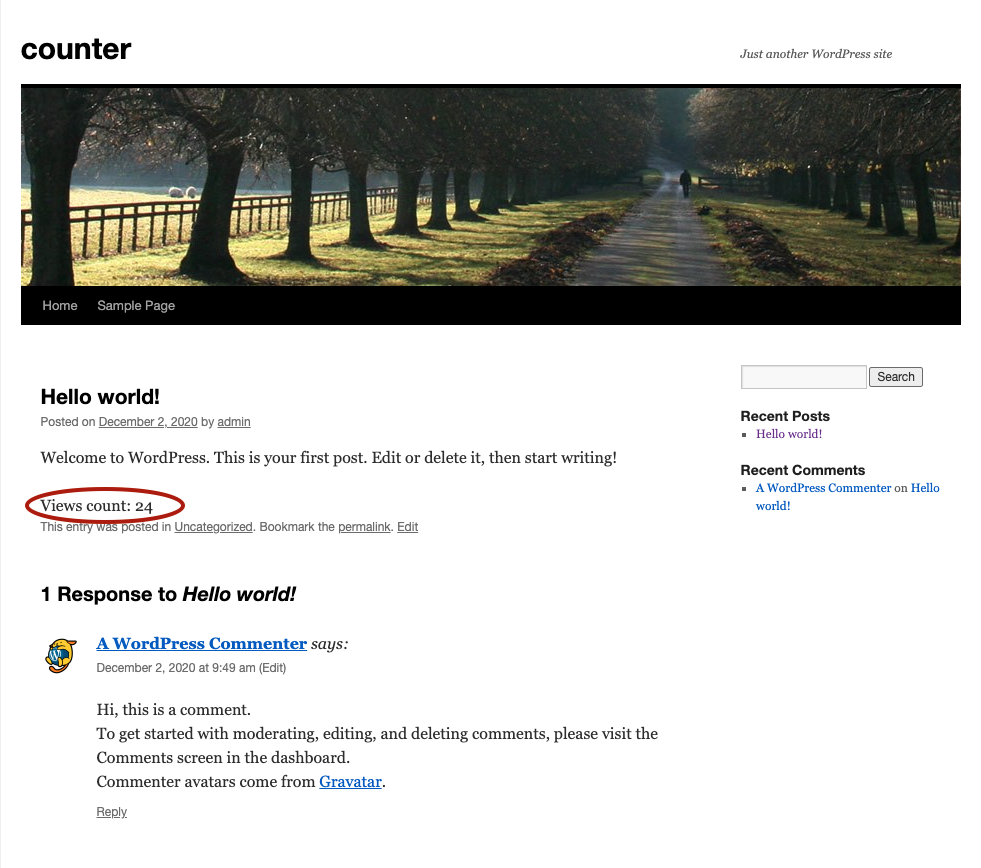 counter
Just another WordPress site
Home Sample Page
Hello world!
Posted on December 2, 2020 by admin
Welcome to WordPress. This is your first post. Edit or delete it, then start writing!
Views count: 24
This entry was posted in Uncategorized. Bookmark the permalink. Edit
1 Response to Hello world!
A WordPress Commenter says:
December 2, 2020 at 9:49 am (Edit)
Hi, this is a comment.
To get started with moderating, editing, and deleting comments, please visit the
Comments screen in the dashboard.
Commenter avatars come from Gravatar.
Reply
Search
Recent Posts
Hello world!
Recent Comments
A WordPress Commenter on Hello
world!